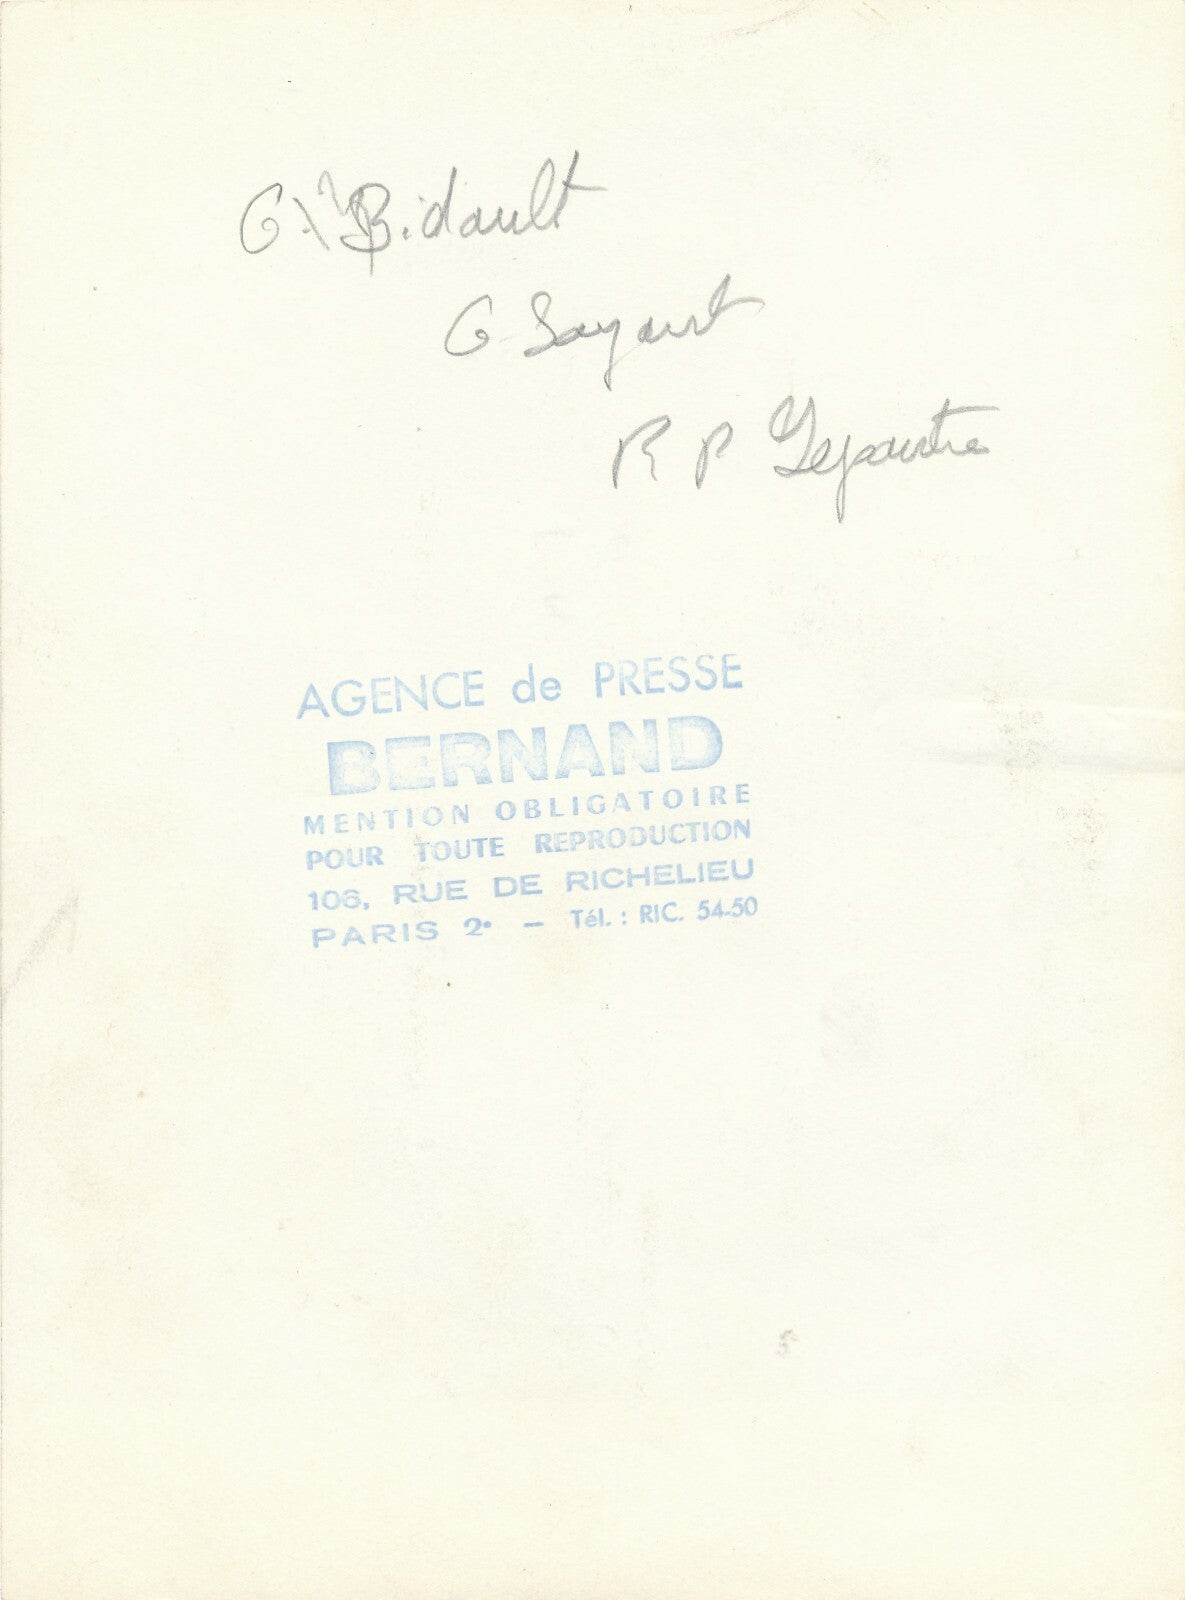 G. Bidault
G Soyaust
R P
AGENCE de PRESSE
BERNAND
MENTION OBLIGATOIRE
POUR TOUTE REPRODUCTION
106, RUE DE RICHELIEU
PARIS 2e – Tél. : RIC. 54-50